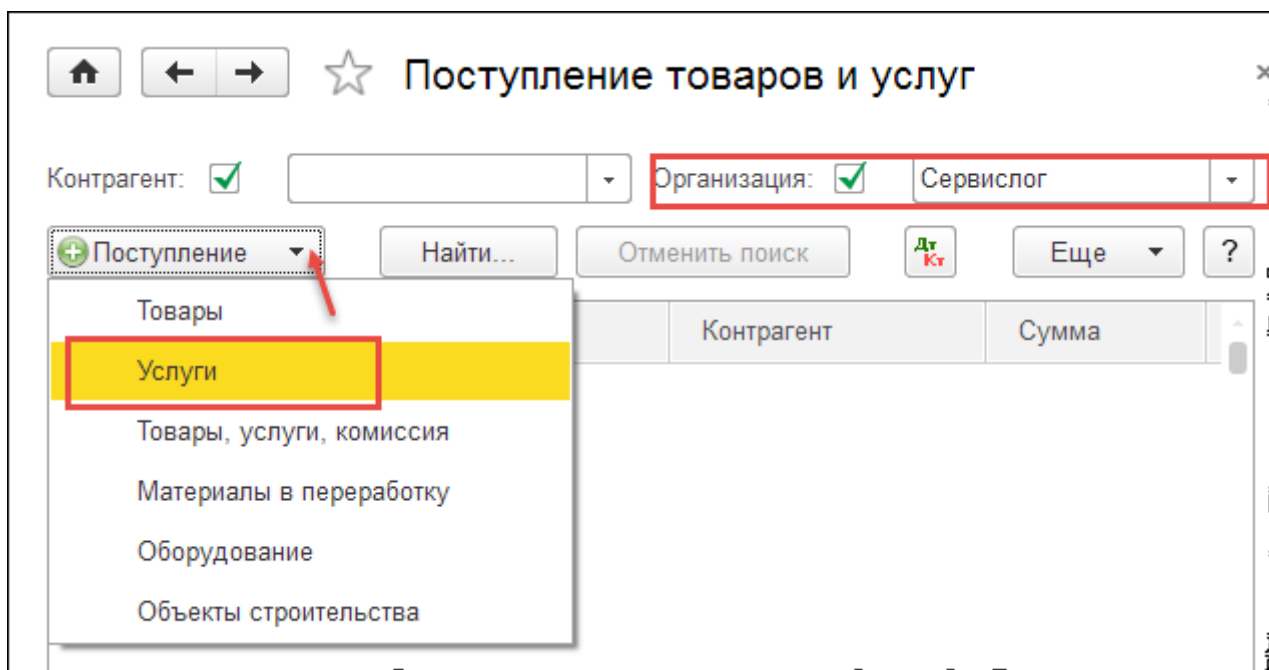 Поступление товаров и услуг
Контрагент: Организация: Сервислог
Поступление Найти... Отменить поиск Дт Кт Еще ?
Товары Контрагент Сумма
Услуги
Товары, услуги, комиссия
Материалы в переработку
Оборудование
Объекты строительства